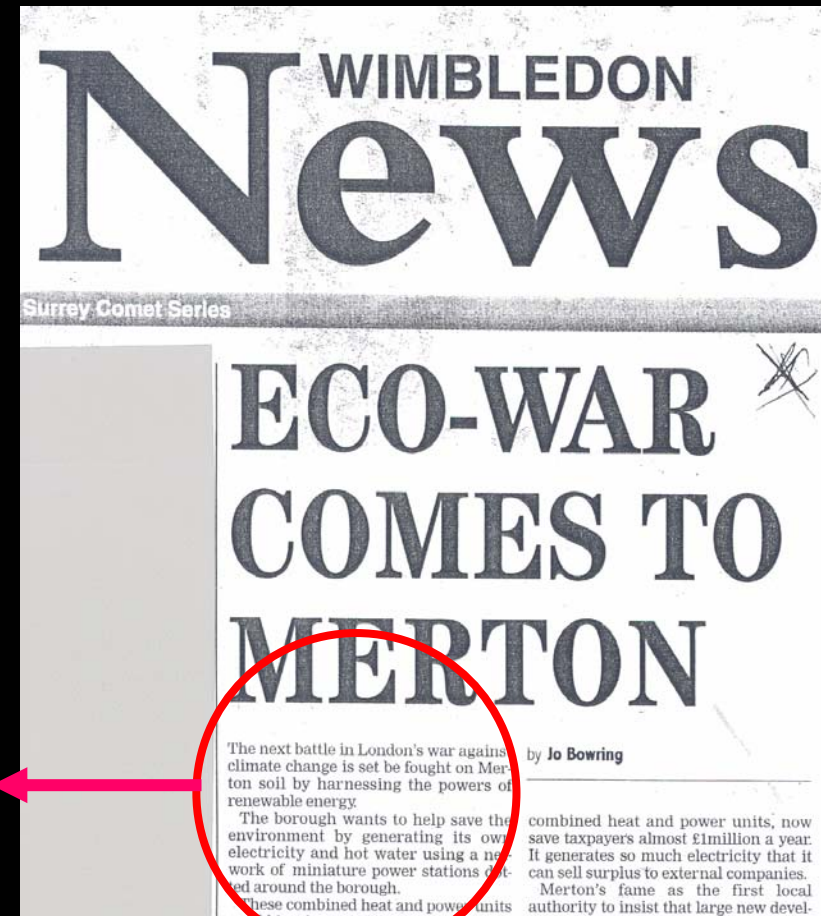 WIMBLEDON
News
Surrey Comet Series
ECO-WAR
COMES TO
MERTON
The next battle in London's war agains
climate change is set be fought on Mer-
ton soil by harnessing the powers of
renewable energy.
The borough wants to help save the
environment by generating its own
electricity and hot water using a net-
work of miniature power stations dot-
ted around the borough.
These combined heat and power units
by Jo Bowring
combined heat and power units, now
save taxpayers almost £1million a year.
It generates so much electricity that it
can sell surplus to external companies.
Merton's fame as the first local
authority to insist that large new devel-